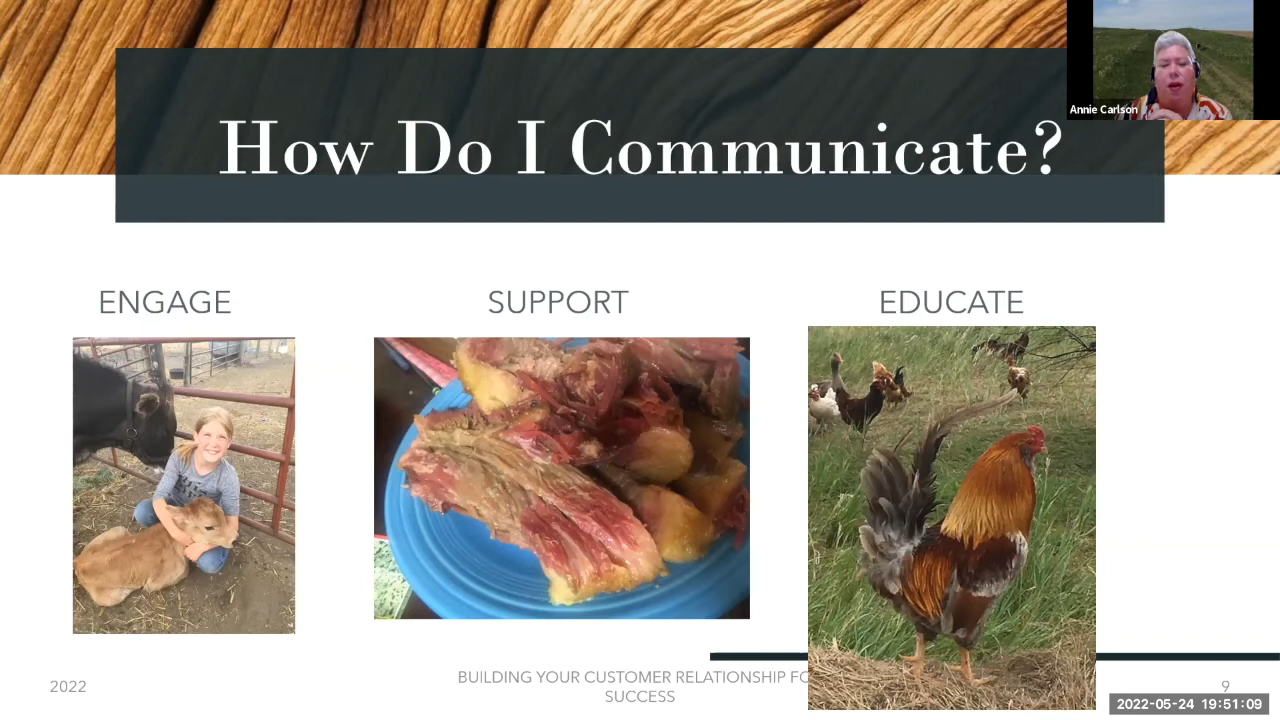 How Do I Communicate?
Annie Carlson
ENGAGE
SUPPORT
EDUCATE
2022
BUILDING YOUR CUSTOMER RELATIONSHIP FO
SUCCESS
9
2022-05-24 19:51:09